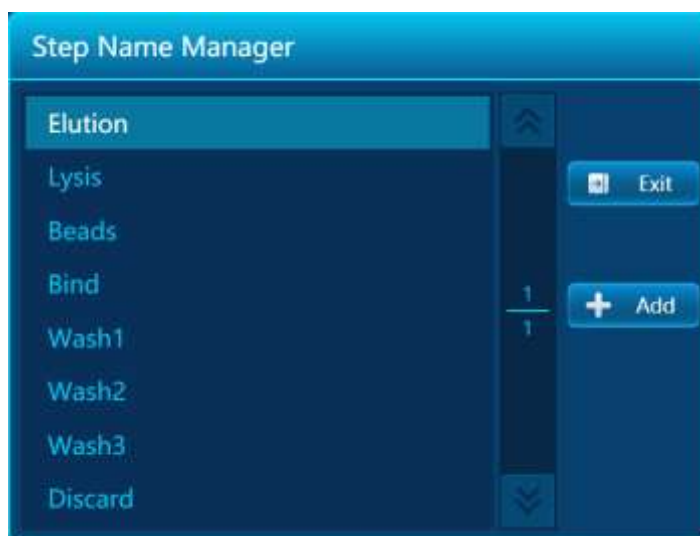 Step Name Manager
Elution
Lysis
Beads
Bind
Wash1
Wash2
Wash3
Discard
1
1
Exit
Add